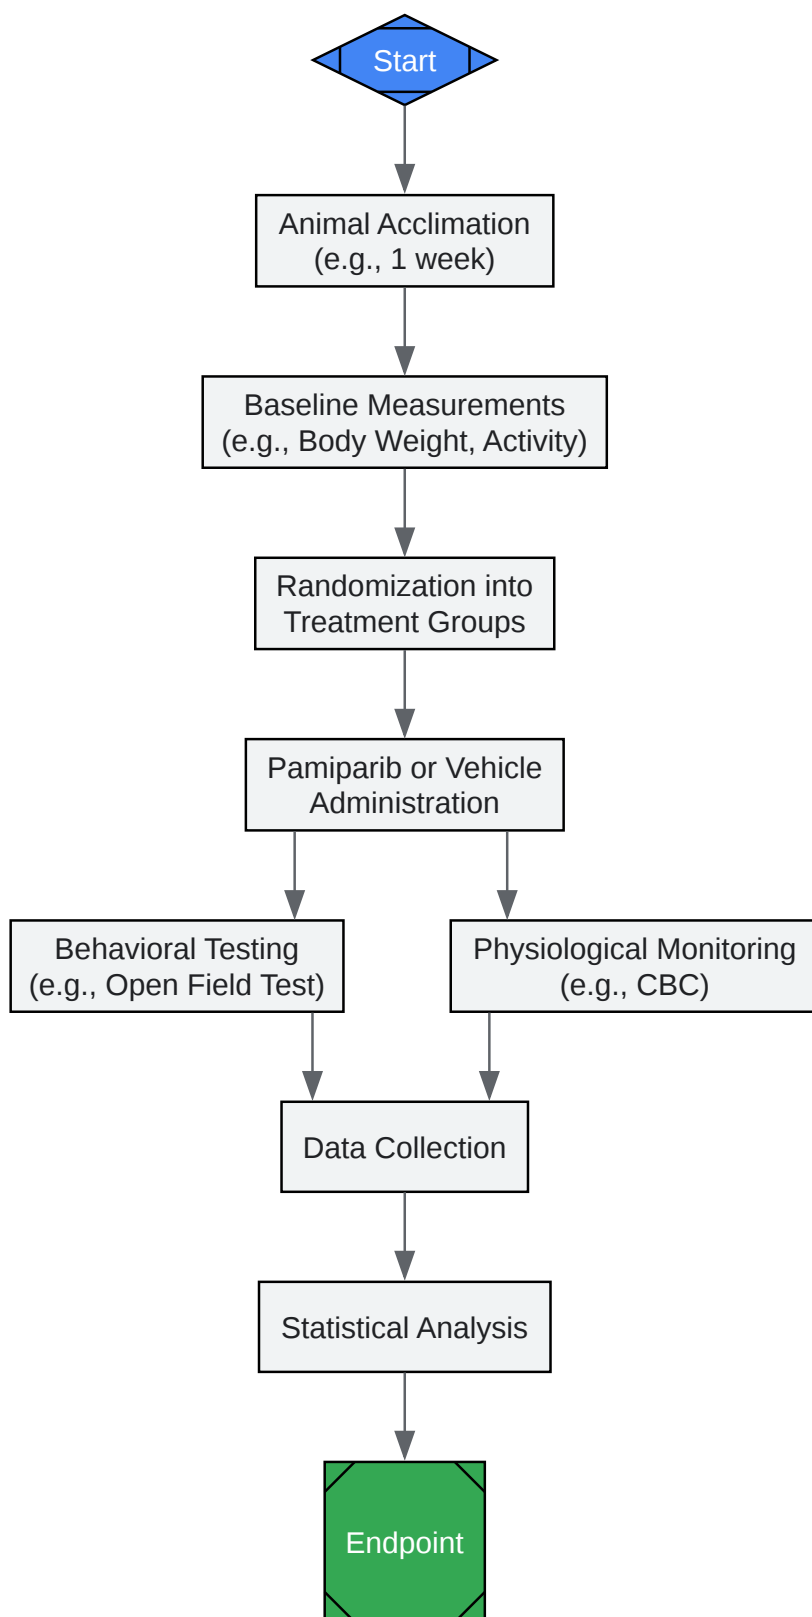 Start
Animal Acclimation
(e.g., 1 week)
Baseline Measurements
(e.g., Body Weight, Activity)
Randomization into
Treatment Groups
Pamiparib or Vehicle
Administration
Behavioral Testing
(e.g., Open Field Test)
Physiological Monitoring
(e.g., CBC)
Data Collection
Statistical Analysis
Endpoint